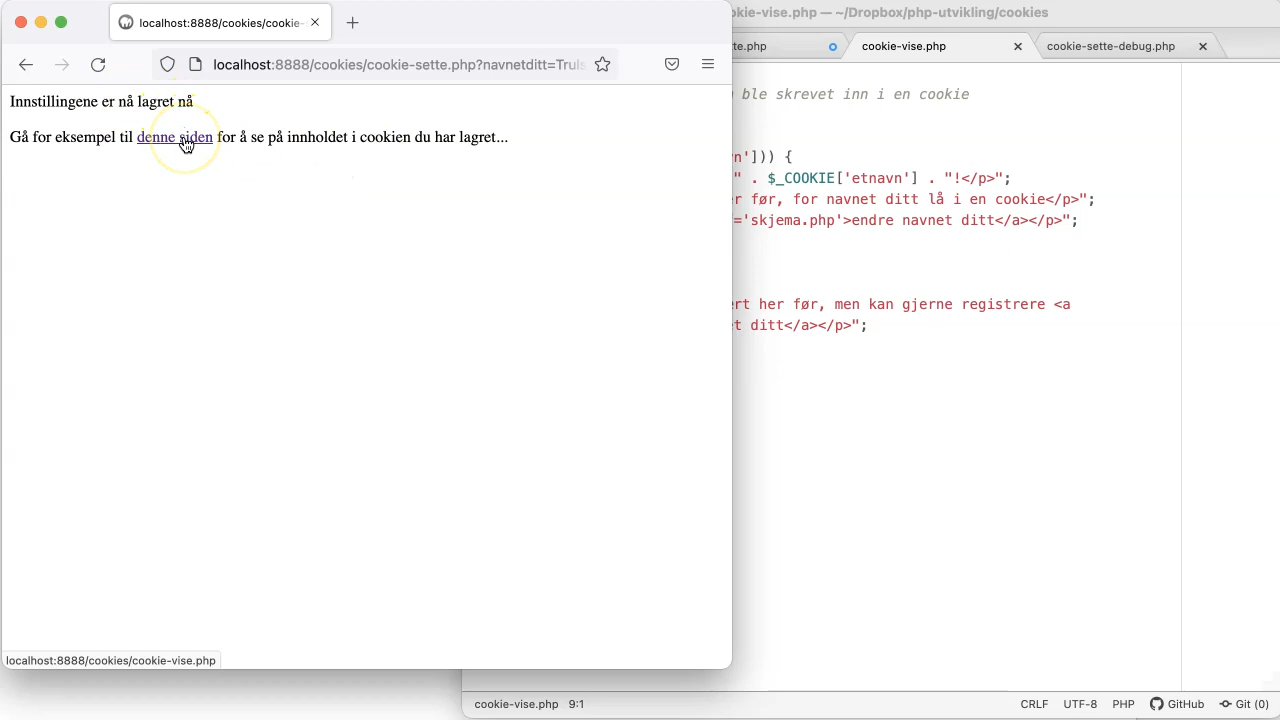 localhost:8888/cookies/cookie-
localhost:8888/cookies/cookie-sette.php?navnetditt=Truls
Innstillingene er nå lagret nå
Gå for eksempel til denne siden for å se på innholdet i cookien du har lagret...
localhost:8888/cookies/cookie-vise.php
kie-vise.php — ~/Dropbox/php-utvikling/cookies
te.php
cookie-vise.php
cookie-sette-debug.php
ble skrevet inn i en cookie
n'])) {
" . $_COOKIE['etnavn'] . "!</p>";
r før, for navnet ditt lå i en cookie</p>";
='skjema.php'>endre navnet ditt</a></p>";
rt her før, men kan gjerne registrere <a
t ditt</a></p>";
cookie-vise.php 9:1
CRLF UTF-8 PHP GitHub Git (0)